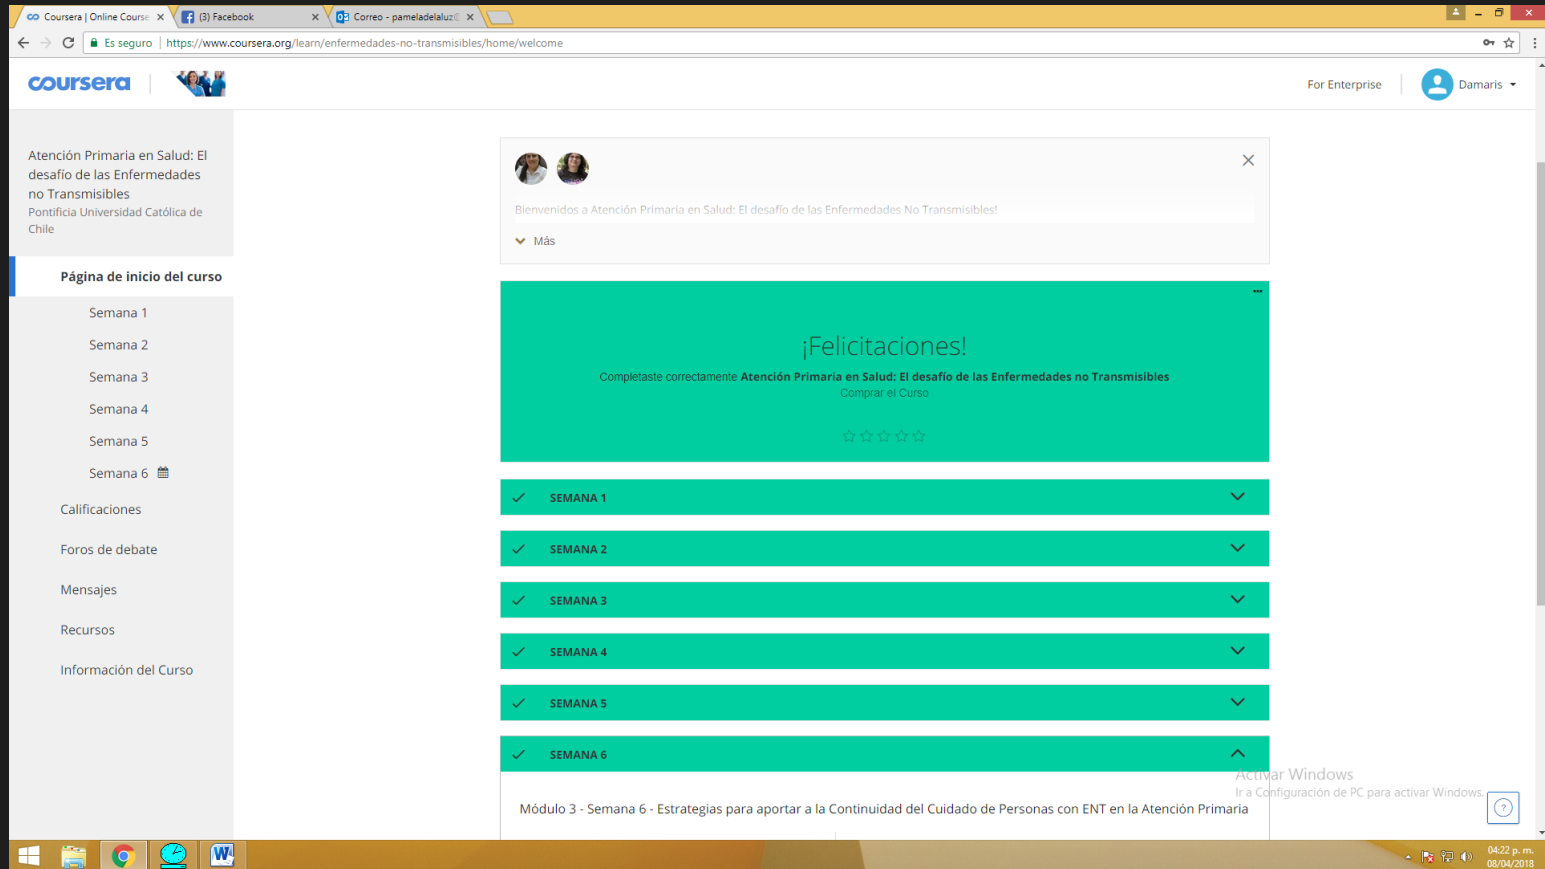 Coursera | Online Course
(3) Facebook
Correo - pameladelaluz@
Es seguro
https://www.coursera.org/learn/enfermedades-no-transmisibles/home/welcome
coursera
For Enterprise
Damaris
Atención Primaria en Salud: El
desafío de las Enfermedades
no Transmisibles
Pontificia Universidad Católica de
Chile
Página de inicio del curso
Semana 1
Semana 2
Semana 3
Semana 4
Semana 5
Semana 6
Calificaciones
Foros de debate
Mensajes
Recursos
Información del Curso
Bienvenidos a Atención Primaria en Salud: El desafío de las Enfermedades No Transmisibles!
Más
¡Felicitaciones!
Completaste correctamente Atención Primaria en Salud: El desafío de las Enfermedades no Transmisibles
Comprar el Curso
SEMANA 1
SEMANA 2
SEMANA 3
SEMANA 4
SEMANA 5
SEMANA 6
Módulo 3 - Semana 6 - Estrategias para aportar a la Continuidad del Cuidado de Personas con ENT en la Atención Primaria
Activar Windows
Ir a Configuración de PC para activar Windows.
04:22 p. m.
08/04/2018